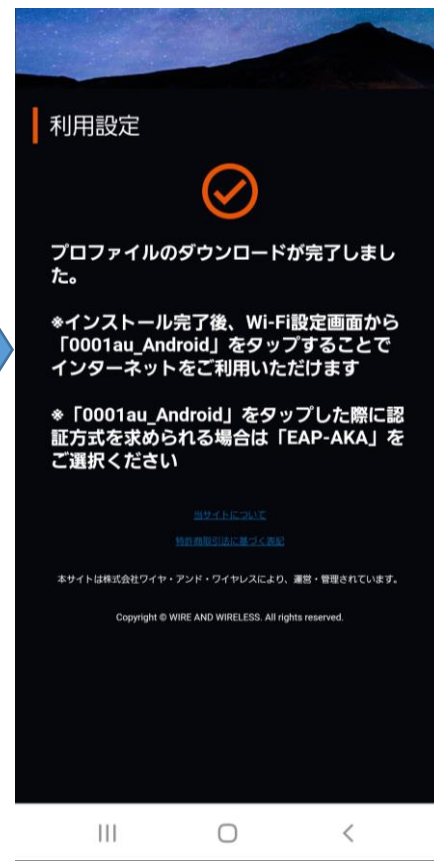 利用設定
プロファイルのダウンロードが完了しまし
た。
※インストール完了後、Wi-Fi設定画面から
「0001au_Android」をタップすることで
インターネットをご利用いただけます
※「0001au_Android」をタップした際に認
証方式を求められる場合は「EAP-AKA」を
ご選択ください
当サイトについて
特許商取引法に基づく表記
本サイトは株式会社ワイヤ・アンド・ワイヤレスにより、運営・管理されています。
Copyright © WIRE AND WIRELESS. All rights reserved.